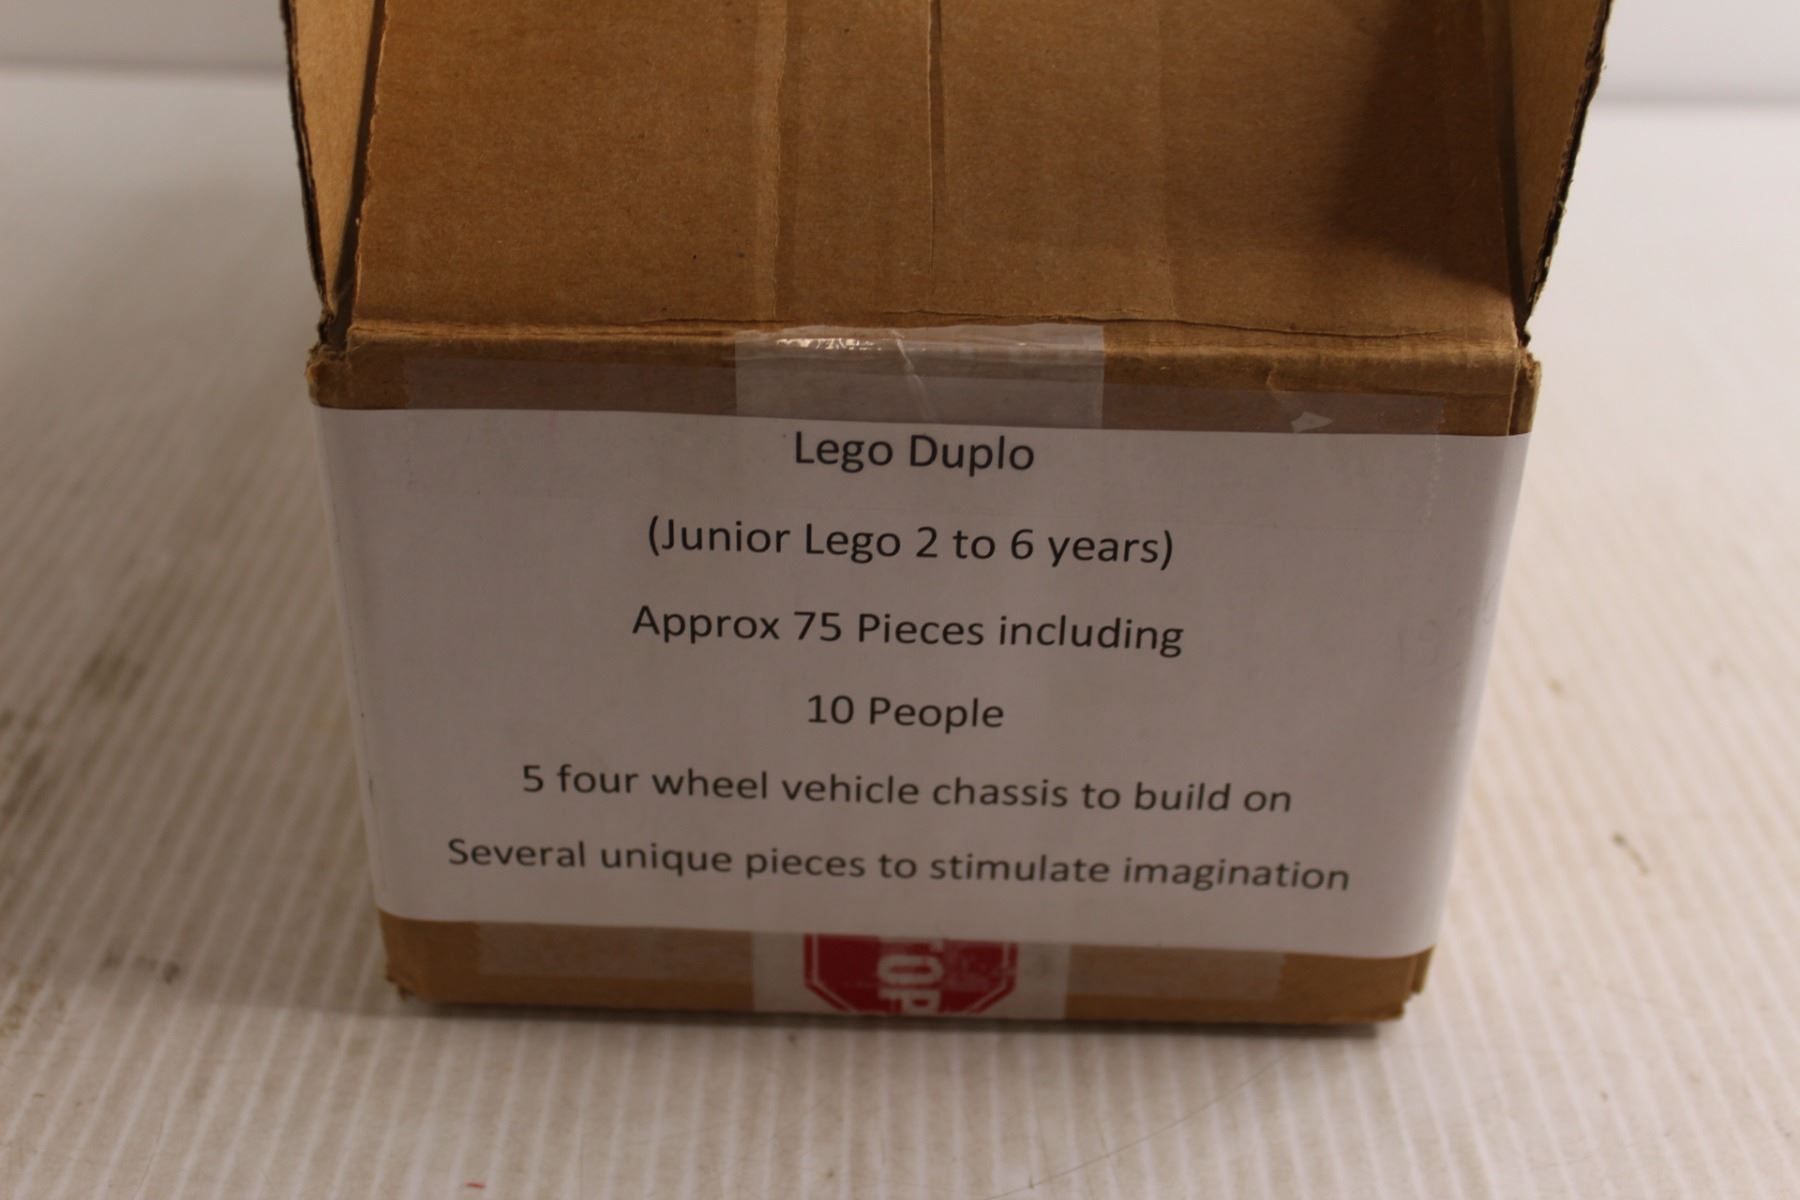 Lego Duplo
(Junior Lego 2 to 6 years)
Approx 75 Pieces including
10 People
5 four wheel vehicle chassis to build on
Several unique pieces to stimulate imagination
TOP